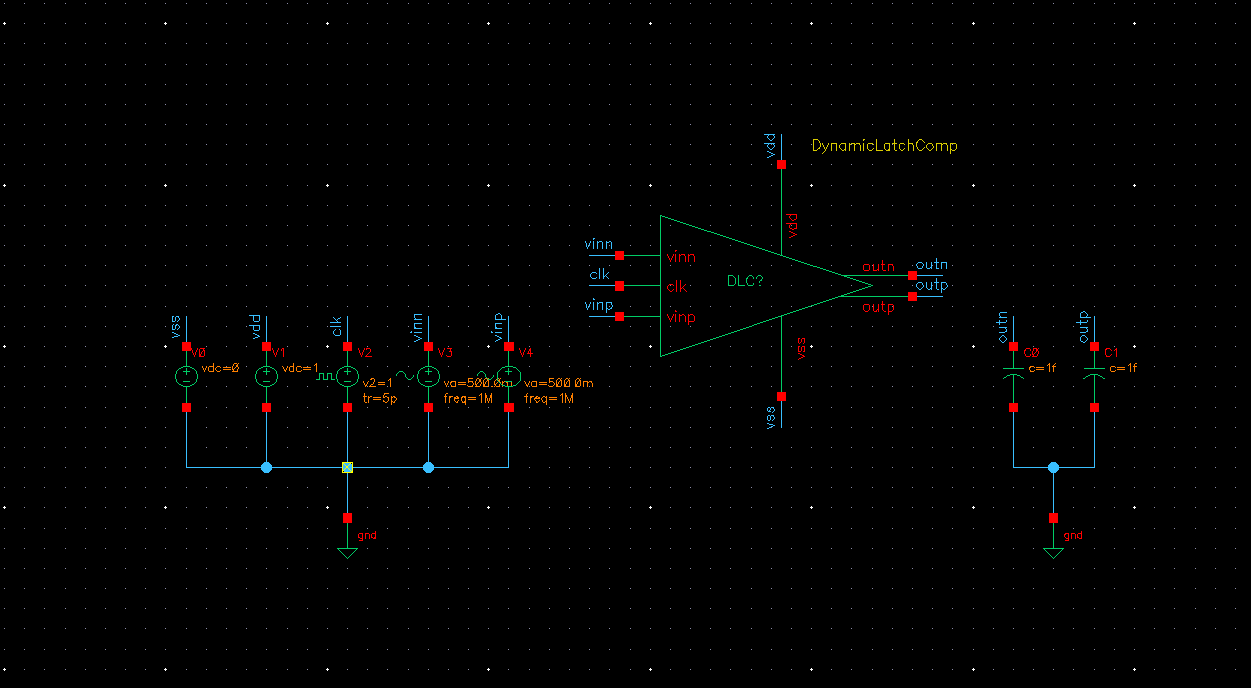 vdd
DynamicLatchComp
vdd
vinn
vinn
clk
clk
vinp
vinp
DLC?
outn
outn
outp
outp
vss
vss
vss
V0
vdc=0
vdd
V1
vdc=1
clk
V2
v2=1
tr=5p
vinn
V3
va=500.0m
freq=1M
vinp
V4
va=500.0m
freq=1M
gnd
outn
C0
c=1f
outp
C1
c=1f
gnd